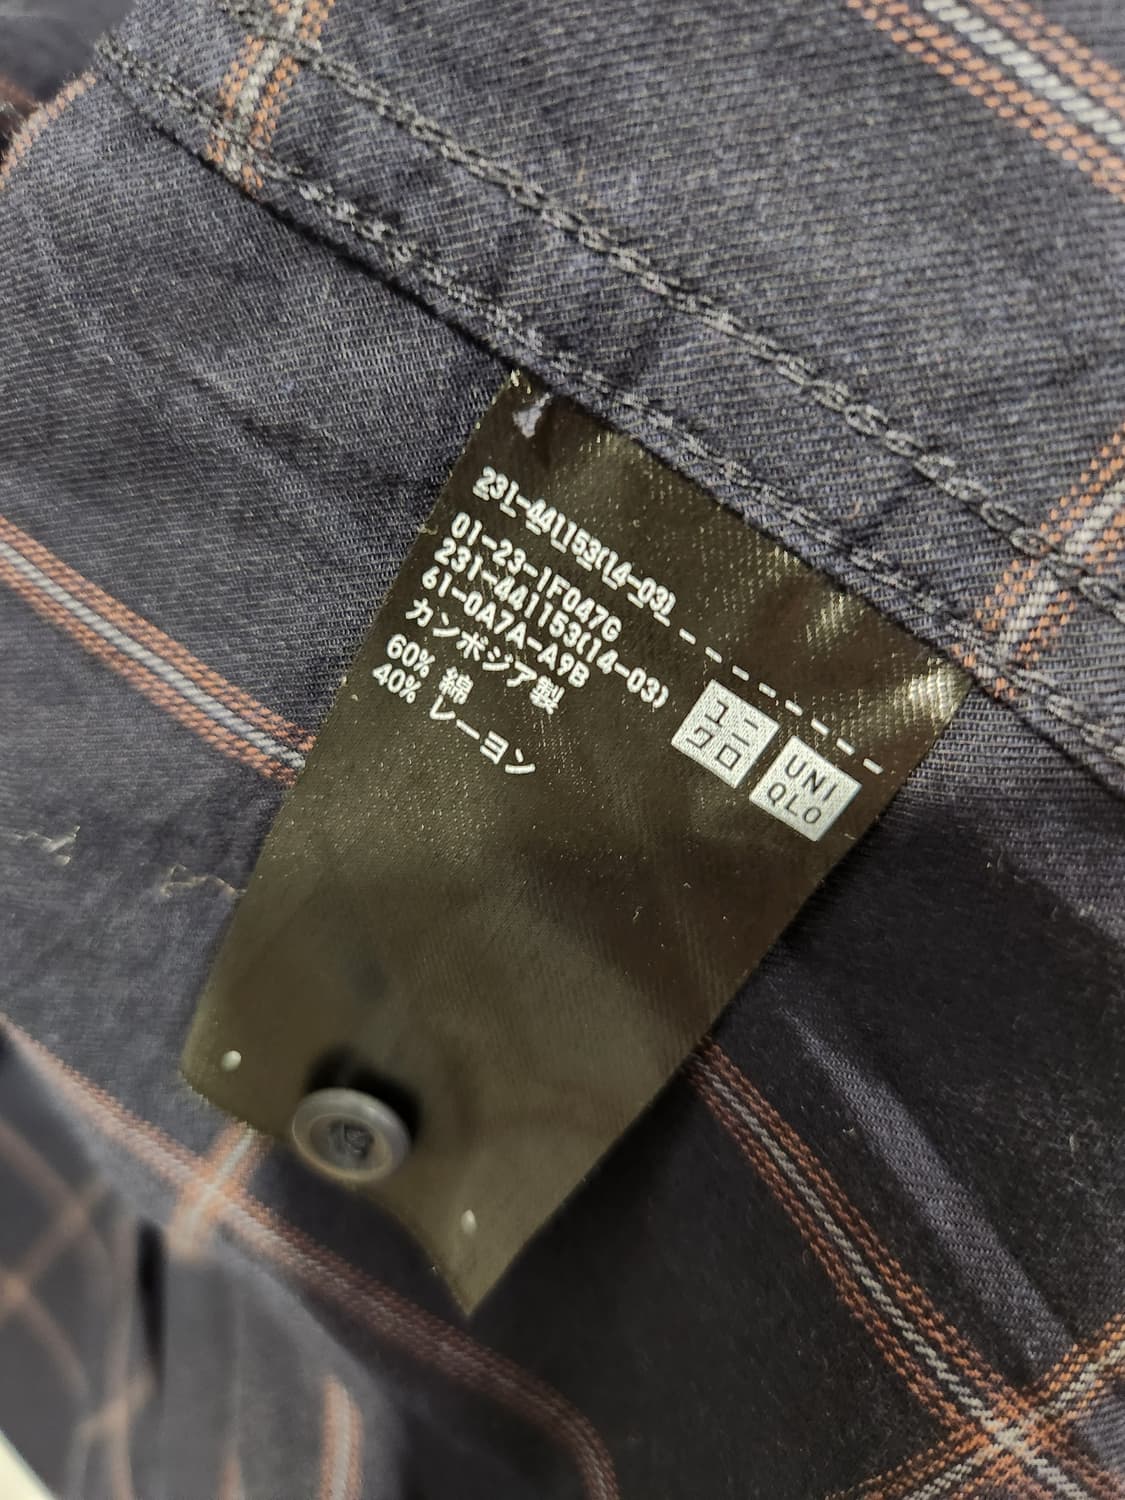 231-441153(14-03)
01-23-1F047G
231-441153(14-03)
61-0A7A-A9B
カンボジア製
60% 綿
40% レーヨン
ユニ
クロ
UNI
QLO